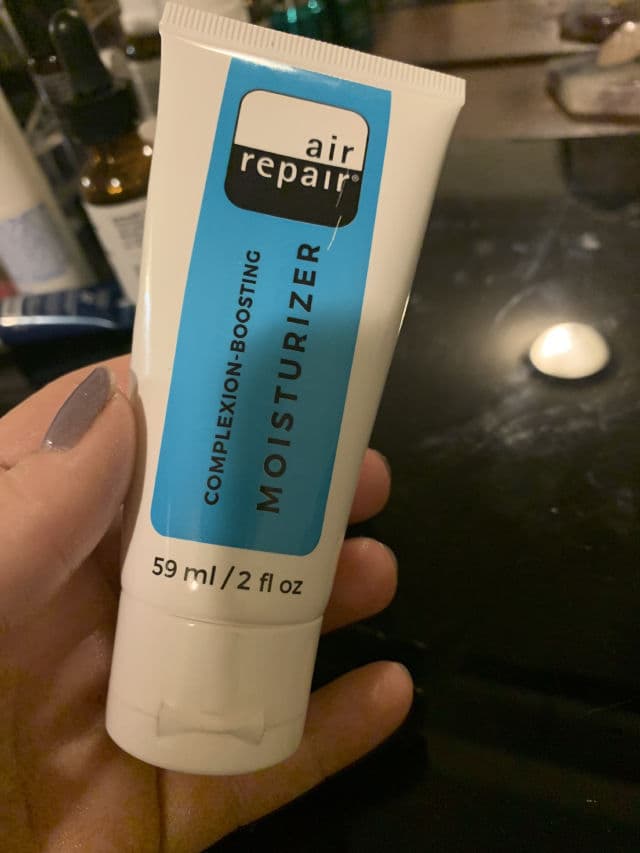 air
repair®
COMPLEXION-BOOSTING
MOISTURIZER
59 ml / 2 fl oz